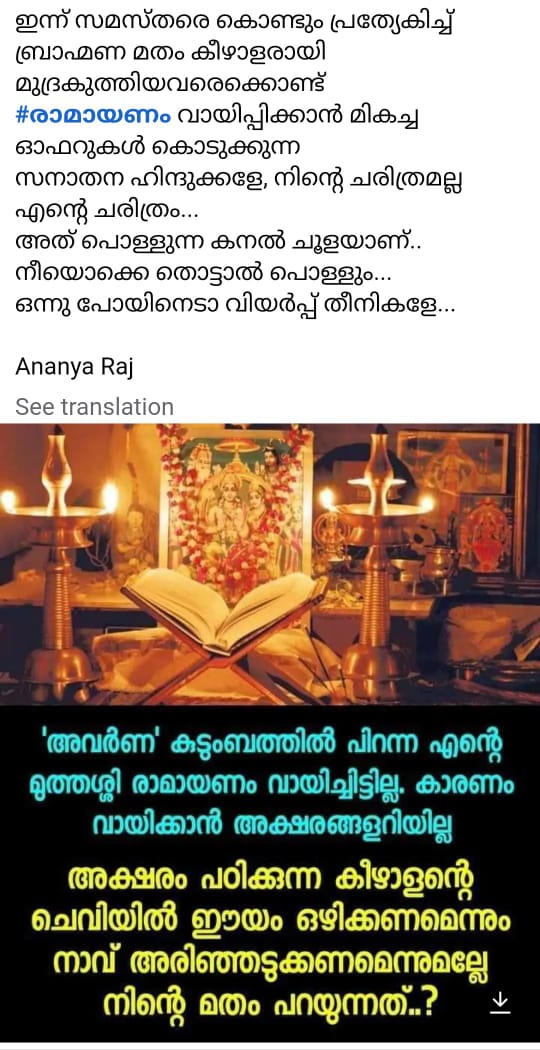 ഇന്ന് സമസ്തരെ കൊണ്ടും പ്രത്യേകിച്ച്
ബ്രാഹ്മണ മതം കീഴാളരായി
മുദ്രകുത്തിയവരെക്കൊണ്ട്
#രാമായണം വായിപ്പിക്കാൻ മികച്ച
ഓഫറുകൾ കൊടുക്കുന്ന
സനാതന ഹിന്ദുക്കളേ, നിന്റെ ചരിത്രമല്ല
എന്റെ ചരിത്രം...
അത് പൊള്ളുന്ന കനൽ ചൂളയാണ്..
നീയൊക്കെ തൊട്ടാൽ പൊള്ളും...
ഒന്നു പോയിനെടാ വിയർപ്പ് തീനികളേ...
Ananya Raj
See translation
'അവർണ' കുടുംബത്തിൽ പിറന്ന എന്റെ
മുത്തശ്ശി രാമായണം വായിച്ചിട്ടില്ല. കാരണം
വായിക്കാൻ അക്ഷരങ്ങളറിയില്ല
അക്ഷരം പഠിക്കുന്ന കീഴാളന്റെ
ചെവിയിൽ ഈയം ഒഴിക്കണമെന്നും
നാവ് അരിഞ്ഞെടുക്കണമെന്നുമല്ലേ
നിന്റെ മതം പറയുന്നത്..?